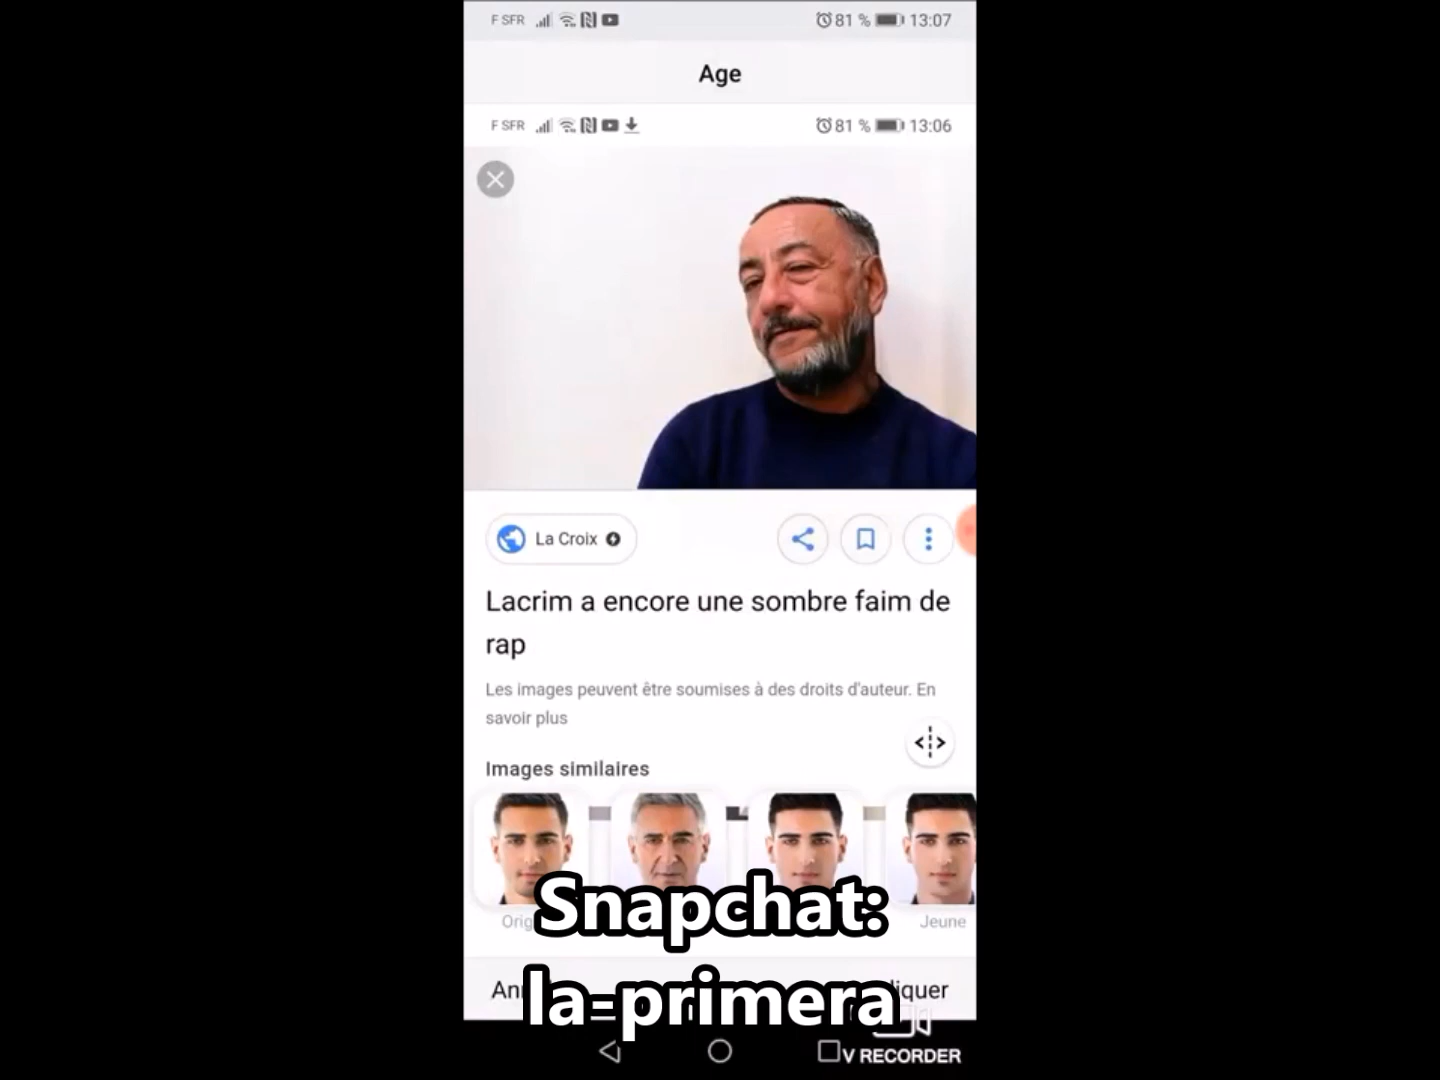 F SFR 81 % 13:07
Age
F SFR 81 % 13:06
La Croix
Lacrim a encore une sombre faim de
rap
Les images peuvent être soumises à des droits d'auteur. En
savoir plus
Images similaires
Jeune
Snapchat:
la-primera
V RECORDER